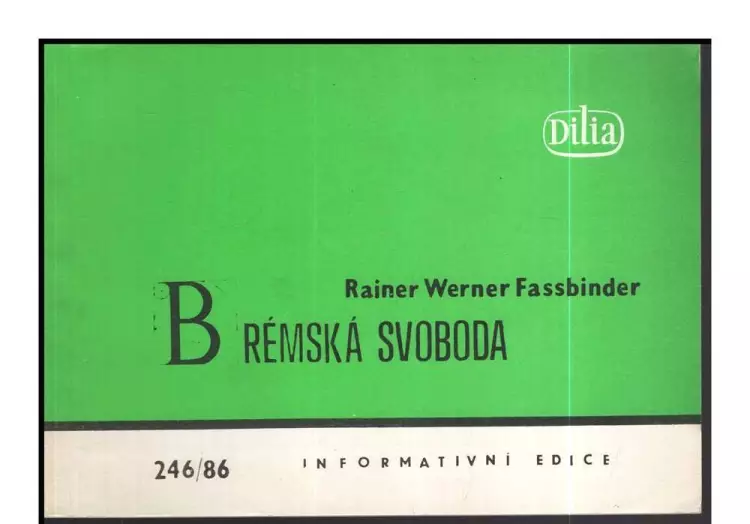 Dilia
Rainer Werner Fassbinder
BRÉMSKÁ SVOBODA
246/86 INFORMATIVNÍ EDICE